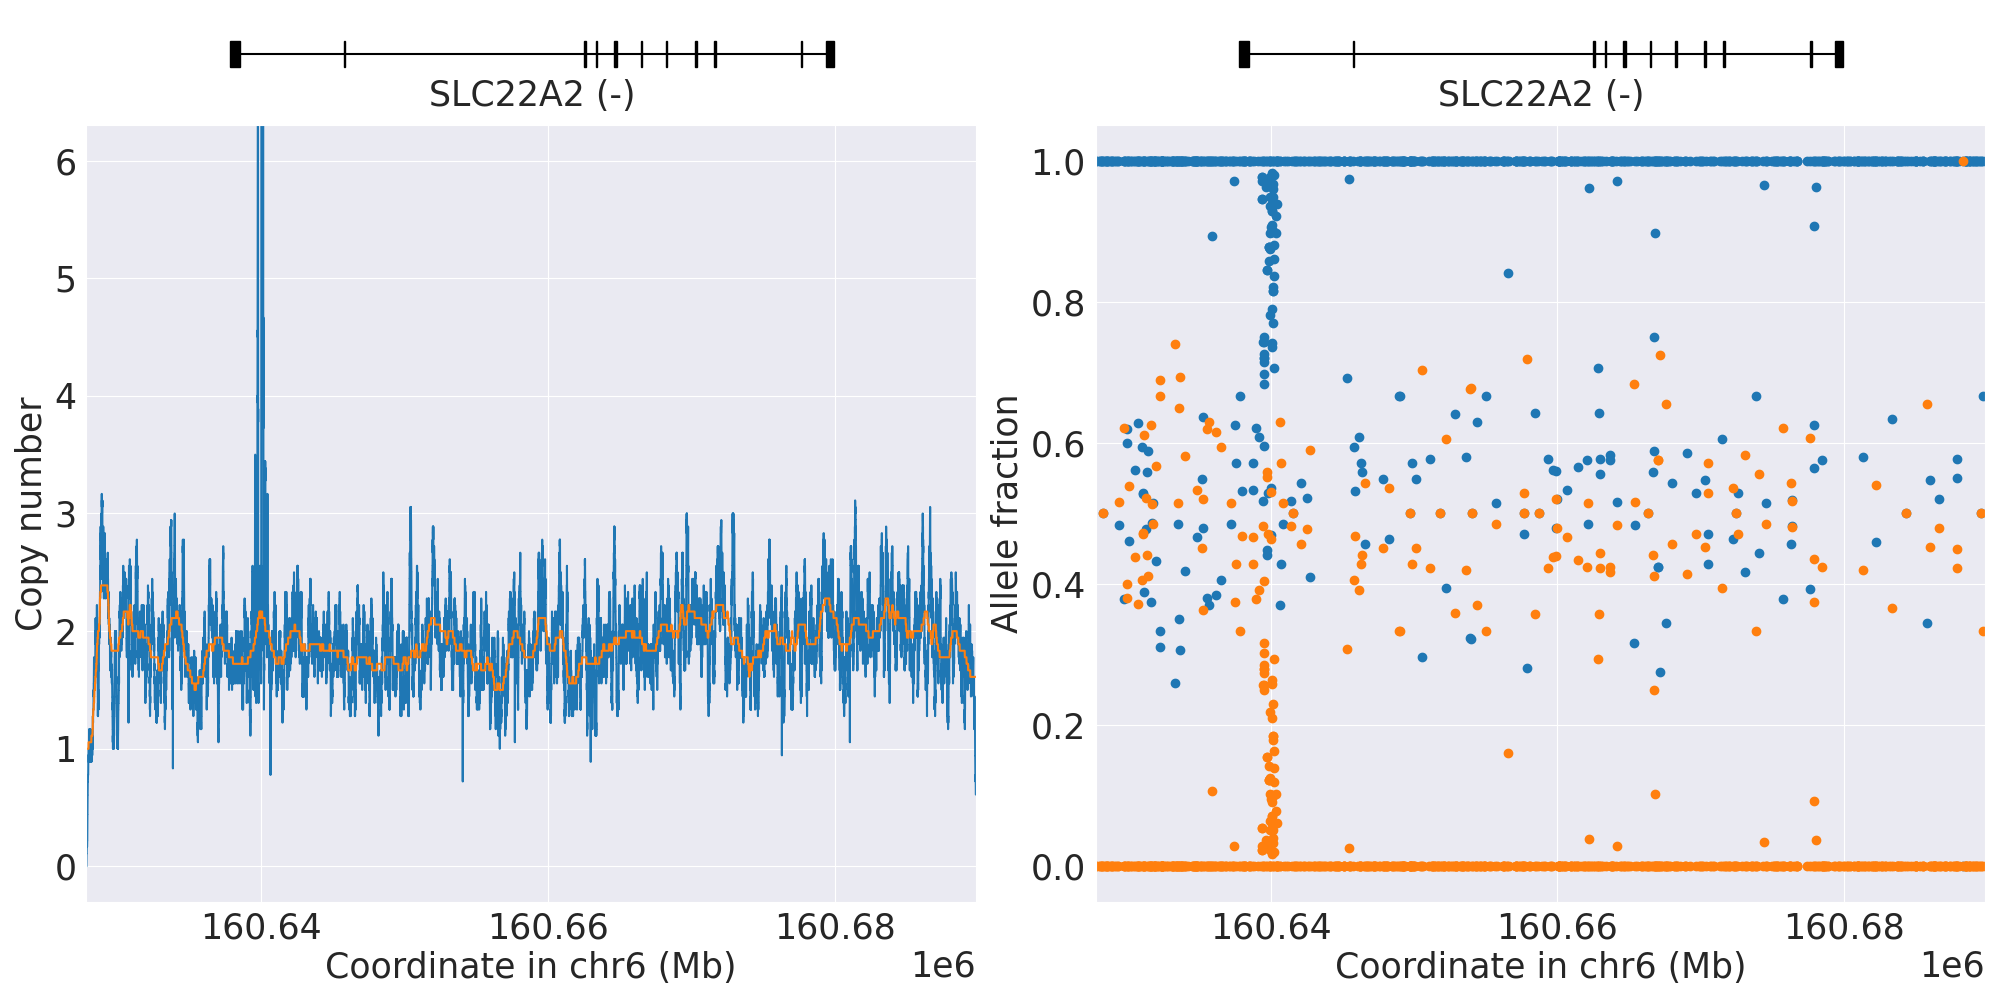 SLC22A2 (-)
6
5
4
3
2
1
0
Copy number
160.64
160.66
160.68
Coordinate in chr6 (Mb)
1e6
SLC22A2 (-)
1.0
0.8
0.6
0.4
0.2
0.0
Allele fraction
160.64
160.66
160.68
Coordinate in chr6 (Mb)
1e6